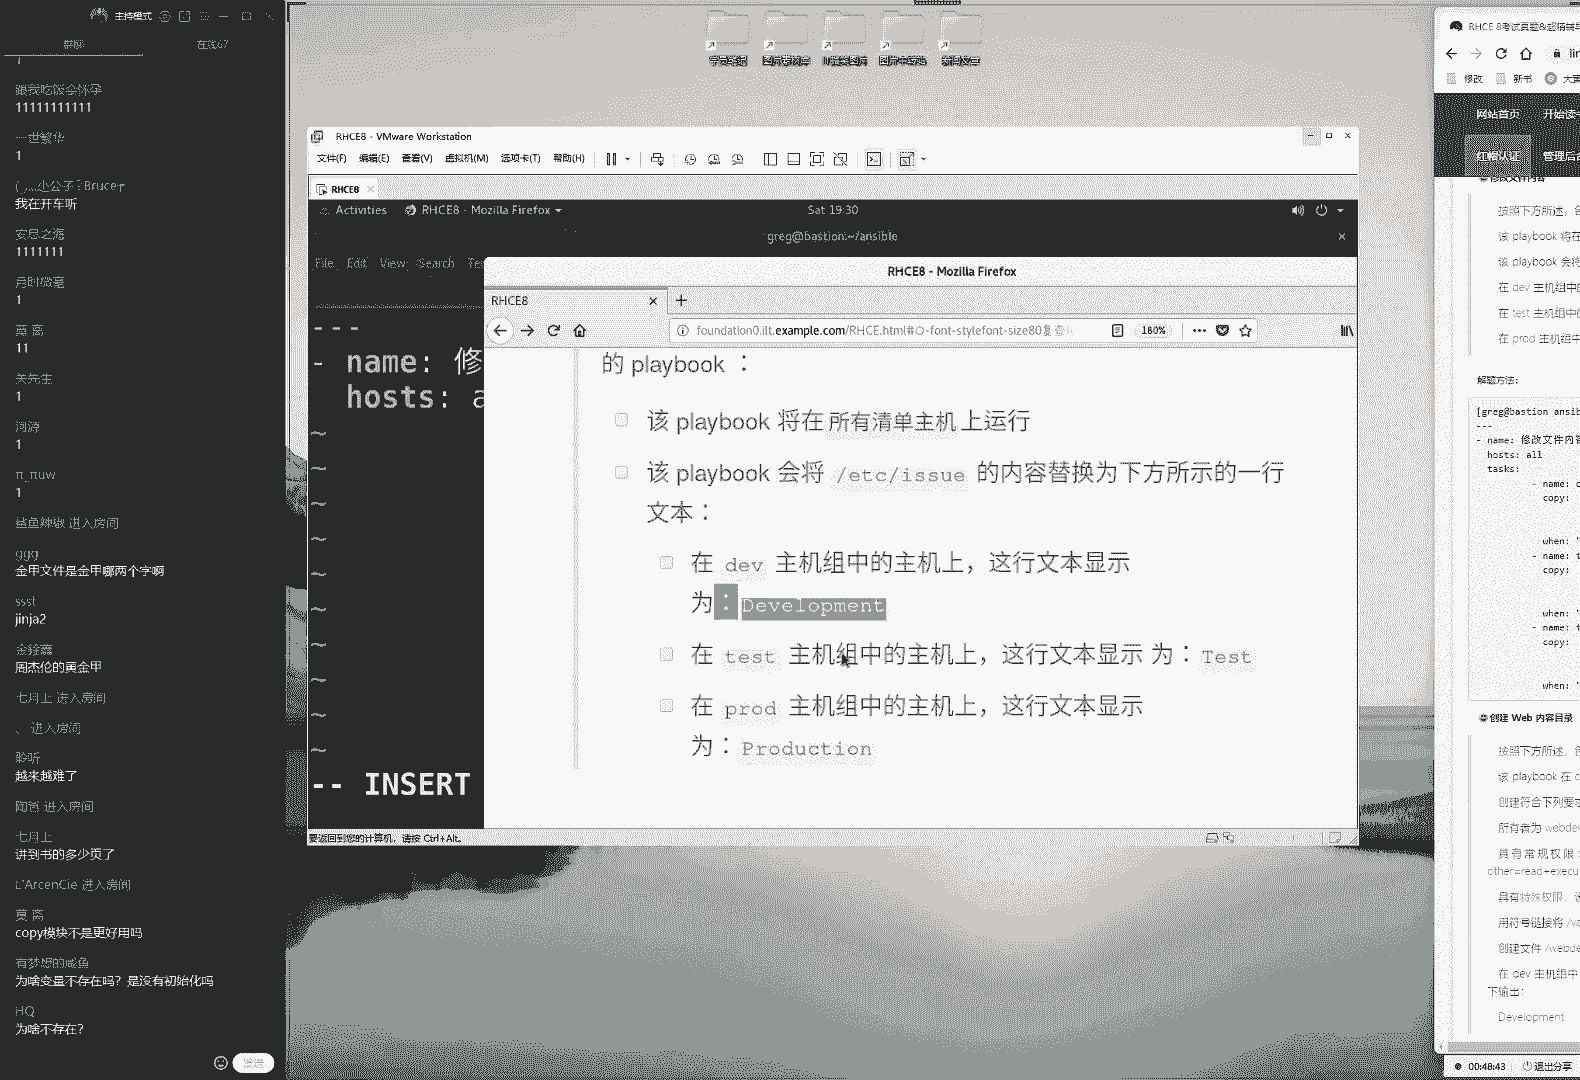 主持模式
群聊
在线67
跟我吃饭会怀孕
11111111111
一世繁华
1
我在开车听
安息之海
1111111
1
莫 离
11
关先生
1
河源
1
1
鲨鱼辣椒 进入房间
ggg
金甲文件是金甲哪两个字啊
ssst
jinja2
周杰伦的黄金甲
七月上 进入房间
、 进入房间
聆听
越来越难了
进入房间
七月上
讲到书的多少页了
L'ArcenCie 进入房间
莫 离
copy模块不是更好用吗
有梦想的咸鱼
为啥变量不存在吗？是没有初始化吗
HQ
为啥不存在？
发送
RHCE8 - VMware Workstation
文件(F) 编辑(E) 查看(V) 虚拟机(M) 选项卡(T) 帮助(H)
RHCE8
Activities RHCE8 - Mozilla Firefox
Sat 19:30
greg@bastion:~/ansible
File Edit View Search
---
- name: 修
hosts: a
~
~
~
~
~
~
~
~
~
~
-- INSERT
RHCE8 - Mozilla Firefox
RHCE8
foundation0.ilt.example.com/RHCE.html#○-font-stylefont-size80复查
180%
的 playbook ：
该 playbook 将在 所有清单主机 上运行
该 playbook 会将 /etc/issue 的内容替换为下方所示的一行
文本：
在 dev 主机组中的主机上，这行文本显示
为：Development
在 test 主机组中的主机上，这行文本显示 为：Test
在 prod 主机组中的主机上，这行文本显示
为：Production
要返回到您的计算机，请按 Ctrl+Alt。
RHCE 8考试真题&超精辅导
修改 新书
网站首页 开始读
红帽认证 管理后
修改文件内容
按照下方所述，
该 playbook 将在
该 playbook 会将
在 dev 主机组中的
在 test 主机组中的
在 prod 主机组中
解题方法:
[greg@bastion ansib
---
- name: 修改文件内容
hosts: all
tasks:
- name:
copy:
when: "
- name: t
copy:
when: "
- name: t
copy:
when: "
创建 Web 内容目录
按照下方所述，
该 playbook 在
创建符合下列要求
所有者为 webdev
具有常规权限:
other=read+execu
具有特殊权限:
用符号链接将 /va
创建文件 /webde
在 dev 主机组中
下输出:
Development
00:48:43 退出分享